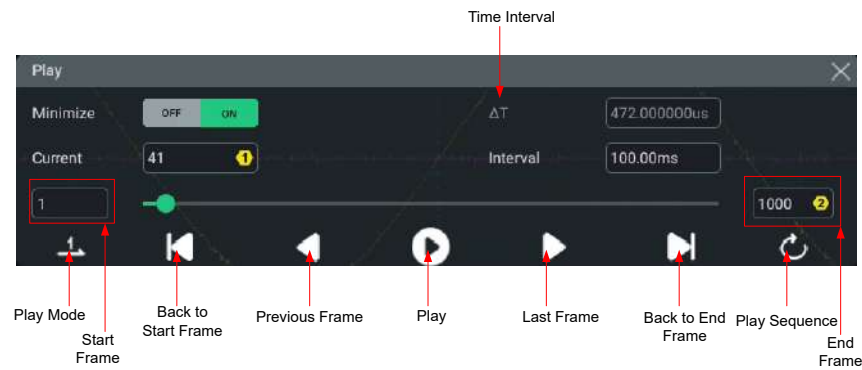 Time Interval
Play
Minimize OFF ON ΔT 472.000000us
Current 41 1 Interval 100.00ms
1 1000 2
1
Play Mode
Start
Frame
Back to
Start Frame
Previous Frame
Play
Last Frame
Back to End
Frame
Play Sequence
End
Frame